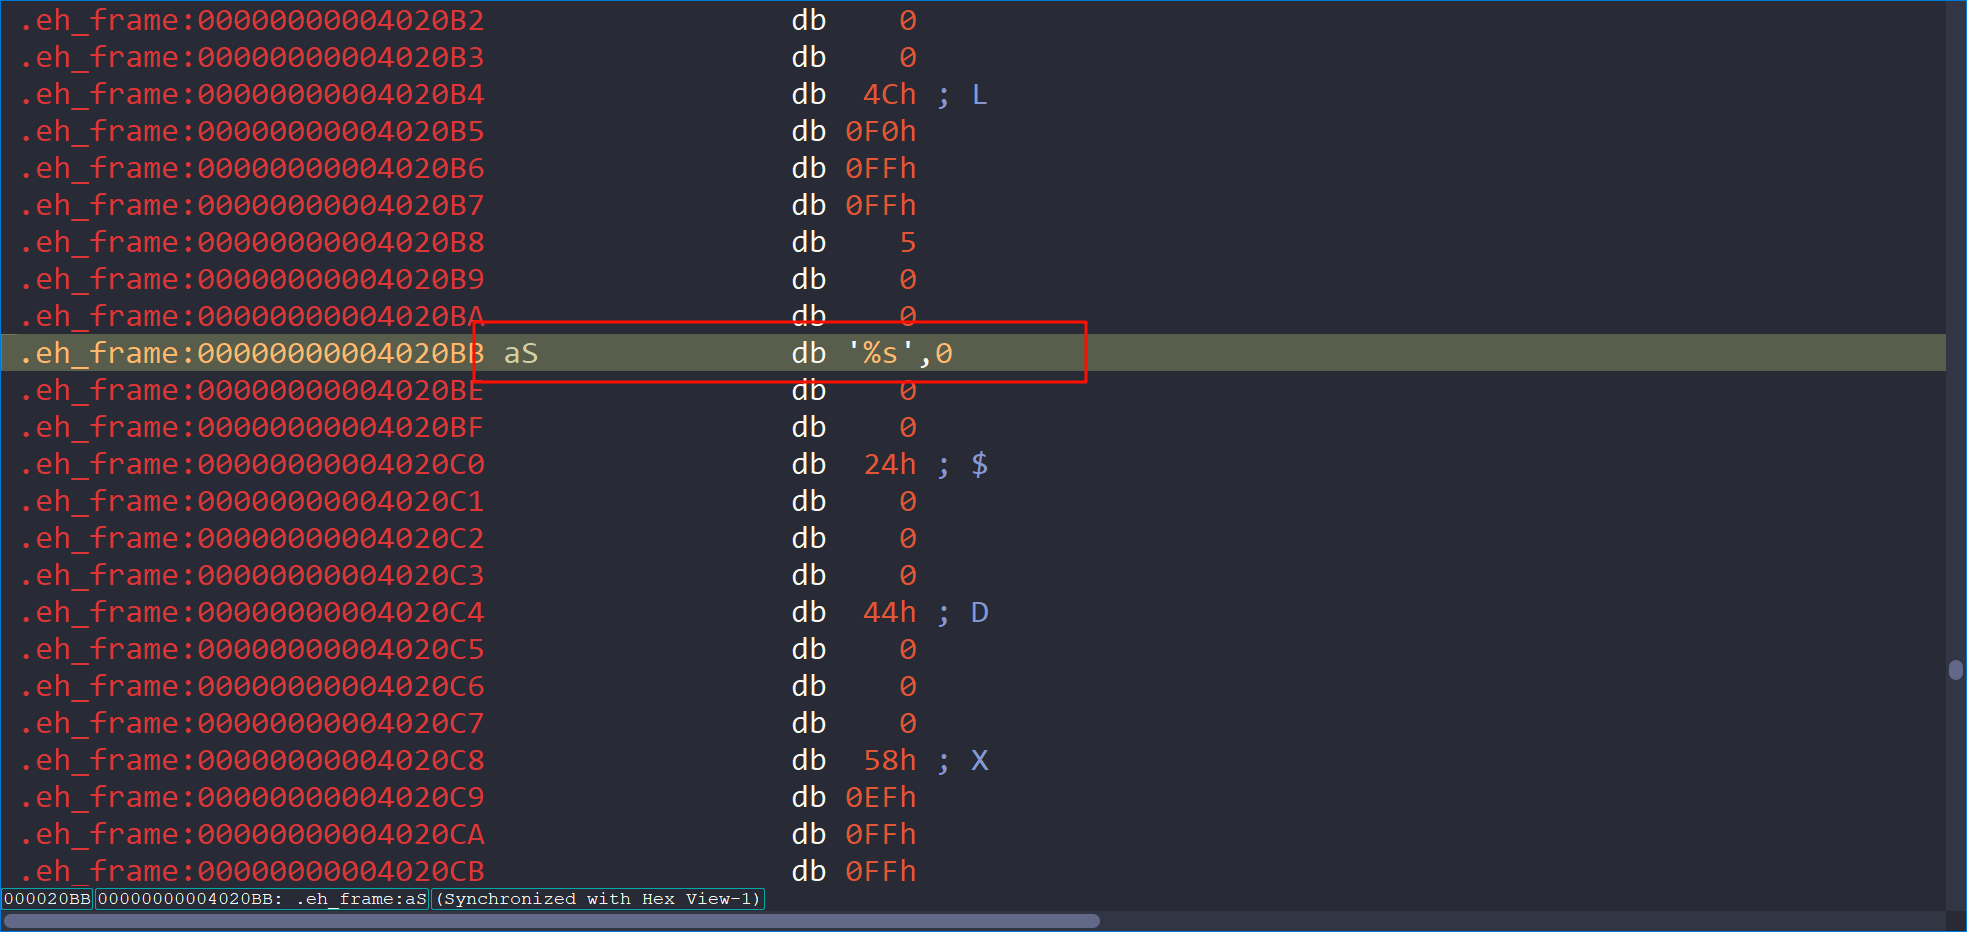 .eh_frame:00000000004020B2 db 0
.eh_frame:00000000004020B3 db 0
.eh_frame:00000000004020B4 db 4Ch ; L
.eh_frame:00000000004020B5 db 0F0h
.eh_frame:00000000004020B6 db 0FFh
.eh_frame:00000000004020B7 db 0FFh
.eh_frame:00000000004020B8 db 5
.eh_frame:00000000004020B9 db 0
.eh_frame:00000000004020BA db 0
.eh_frame:00000000004020BB aS db '%s',0
.eh_frame:00000000004020BE db 0
.eh_frame:00000000004020BF db 0
.eh_frame:00000000004020C0 db 24h ; $
.eh_frame:00000000004020C1 db 0
.eh_frame:00000000004020C2 db 0
.eh_frame:00000000004020C3 db 0
.eh_frame:00000000004020C4 db 44h ; D
.eh_frame:00000000004020C5 db 0
.eh_frame:00000000004020C6 db 0
.eh_frame:00000000004020C7 db 0
.eh_frame:00000000004020C8 db 58h ; X
.eh_frame:00000000004020C9 db 0EFh
.eh_frame:00000000004020CA db 0FFh
.eh_frame:00000000004020CB db 0FFh
000020BB 00000000004020BB: .eh_frame:aS (Synchronized with Hex View-1)